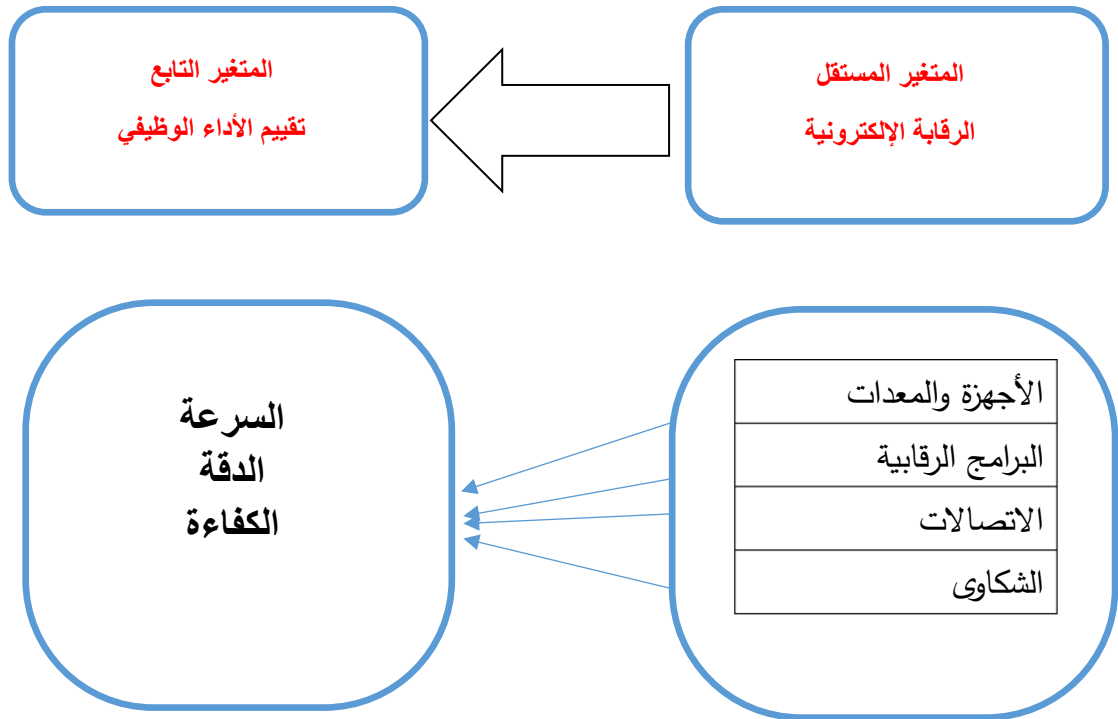 المتغير المستقل
الرقابة الإلكترونية
المتغير التابع
تقييم الأداء الوظيفي
الأجهزة والمعدات
البرامج الرقابية
الاتصالات
الشكاوى
السرعة
الدقة
الكفاءة